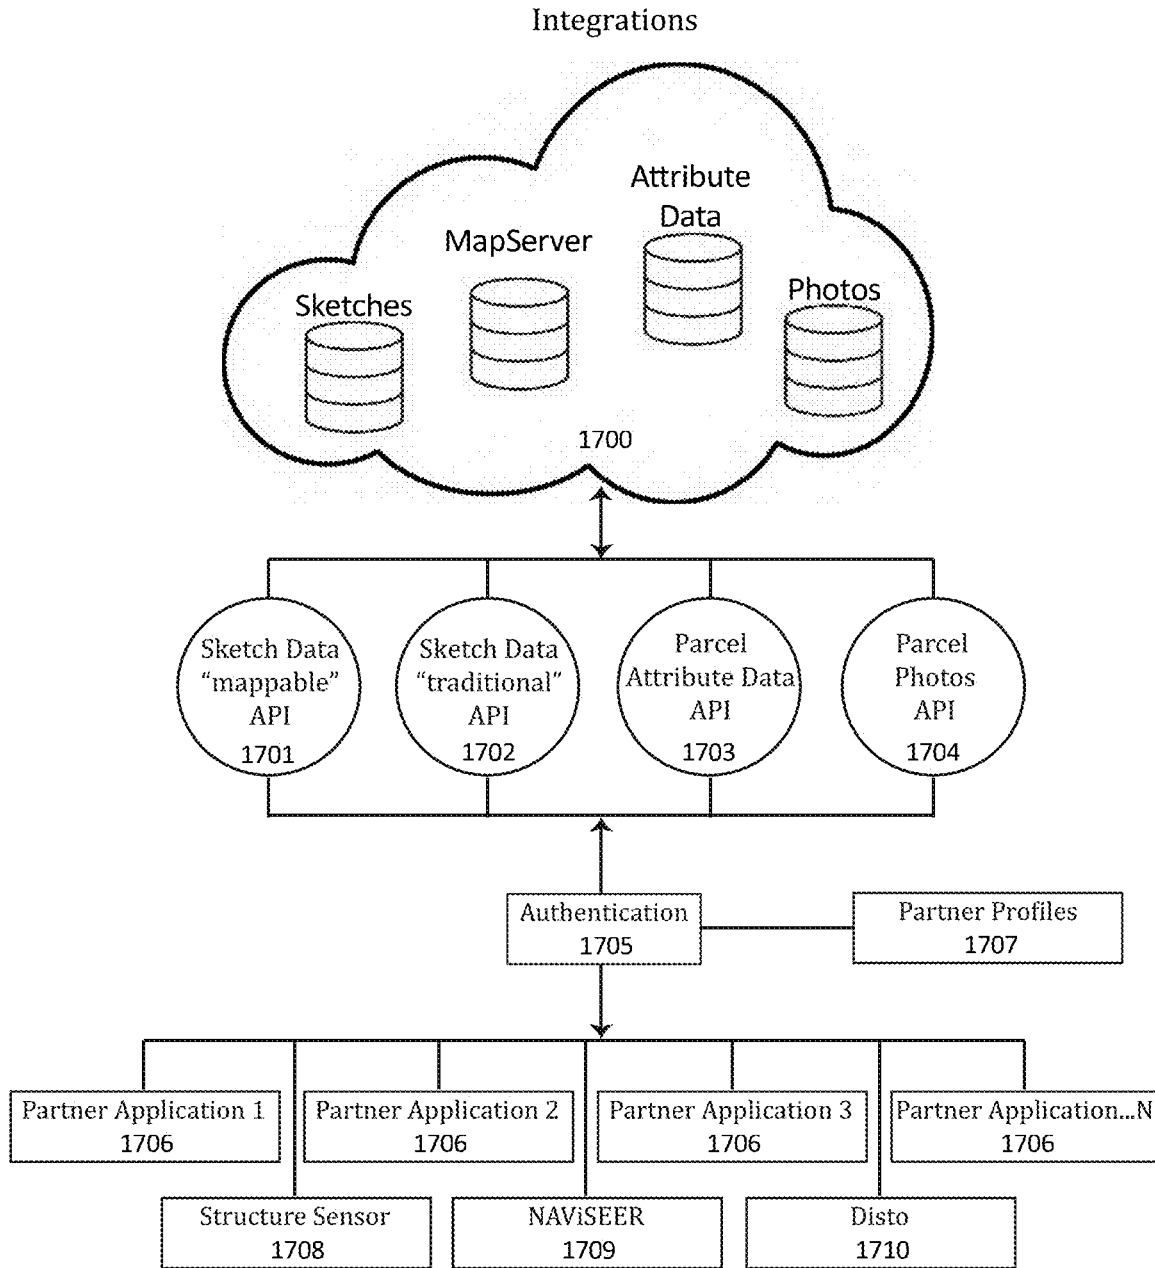 Integrations
Attribute
Data
MapServer
Photos
Sketches
1700
Sketch Data
“mappable”
API
1701
Sketch Data
“traditional”
API
1702
Parcel
Attribute Data
API
1703
Parcel
Photos
API
1704
Authentication
1705
Partner Profiles
1707
Partner Application 1
1706
Partner Application 2
1706
Partner Application 3
1706
Partner Application...N
1706
Structure Sensor
1708
NAViSEER
1709
Disto
1710